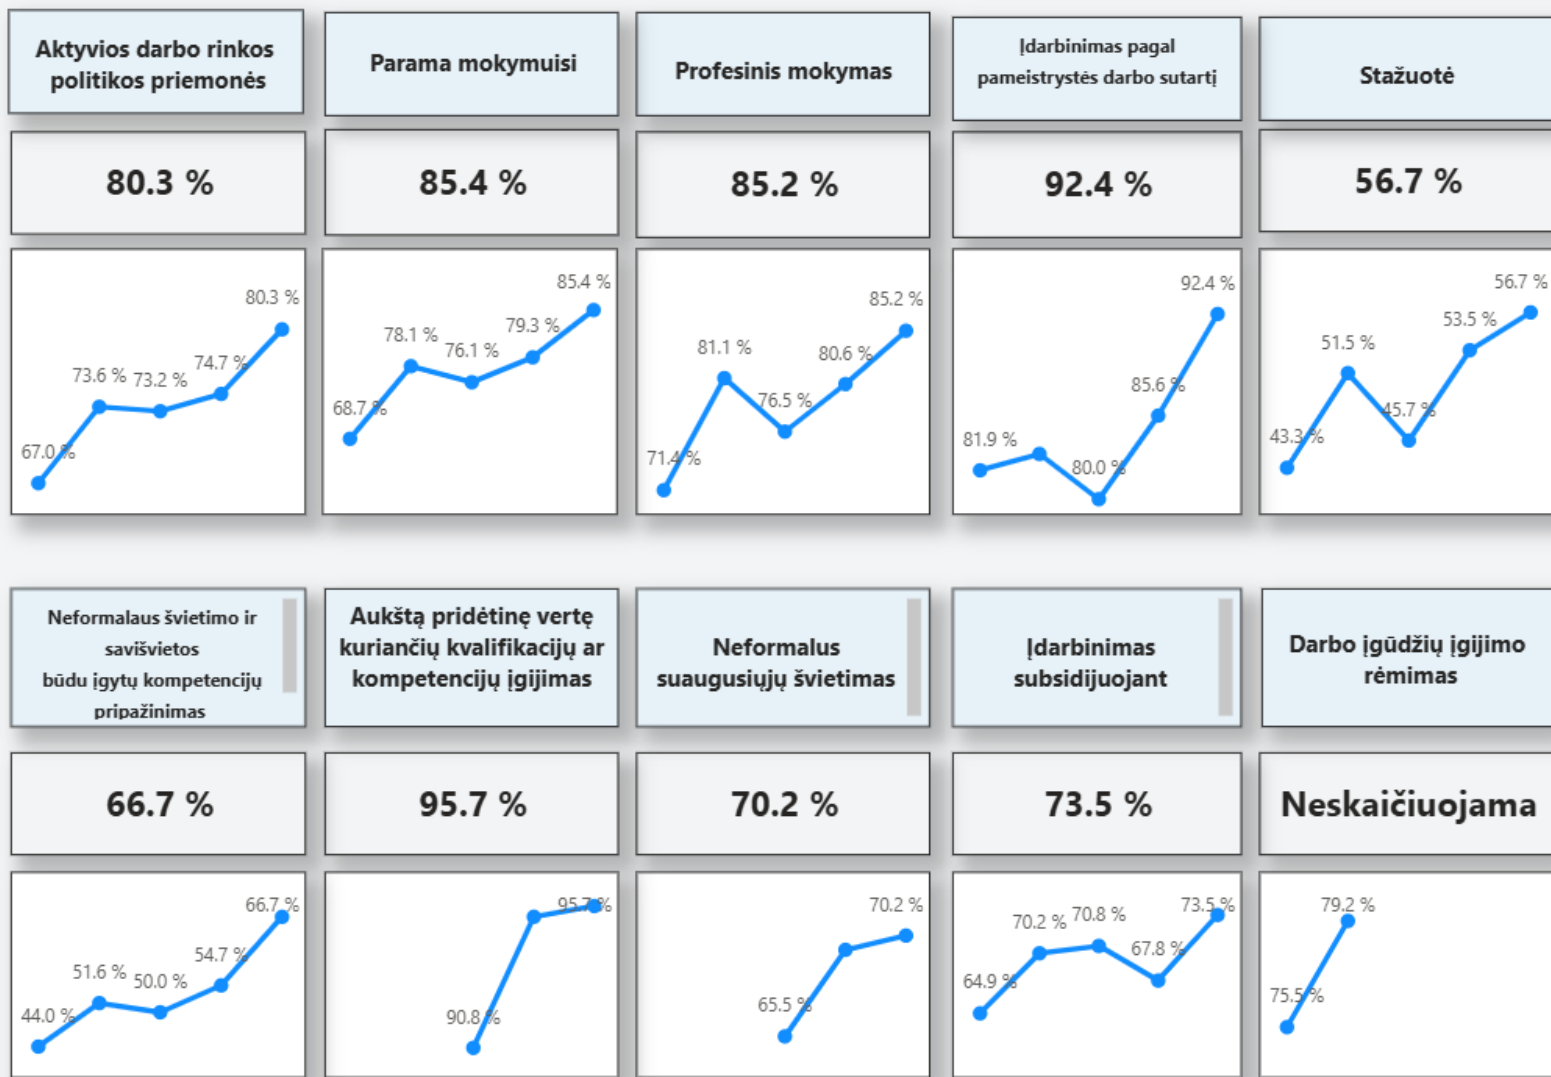 Aktyvios darbo rinkos
politikos priemonės
Parama mokymuisi
Profesinis mokymas
Įdarbinimas pagal
pameistrystės darbo sutartį
Stažuotė
80.3 %
85.4 %
85.2 %
92.4 %
56.7 %
67.0 %
73.6 %
73.2 %
74.7 %
80.3 %
68.7 %
78.1 %
76.1 %
79.3 %
85.4 %
71.4 %
81.1 %
76.5 %
80.6 %
85.2 %
81.9 %
80.0 %
85.6 %
92.4 %
43.3 %
51.5 %
45.7 %
53.5 %
56.7 %
Neformalaus švietimo ir
savišvietos
būdu įgytų kompetencijų
pripažinimas
Aukštą pridėtinę vertę
kuriančių kvalifikacijų ar
kompetencijų įgijimas
Neformalus
suaugusiųjų švietimas
Įdarbinimas
subsidijuojant
Darbo įgūdžių įgijimo
rėmimas
66.7 %
95.7 %
70.2 %
73.5 %
Neskaičiuojama
44.0 %
51.6 %
50.0 %
54.7 %
66.7 %
90.8 %
95.7 %
65.5 %
70.2 %
64.9 %
70.2 %
70.8 %
67.8 %
73.5 %
75.5 %
79.2 %